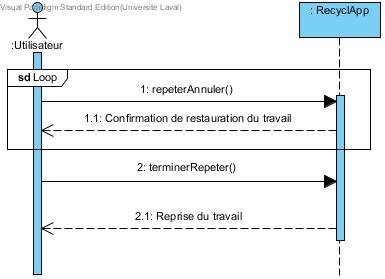 Visual Paradigm Standard Edition(Universite Laval)
: RecyclApp
:Utilisateur
sd Loop
1: repeterAnnuler()
1.1: Confirmation de restauration du travail
2: terminerRepeter()
2.1: Reprise du travail